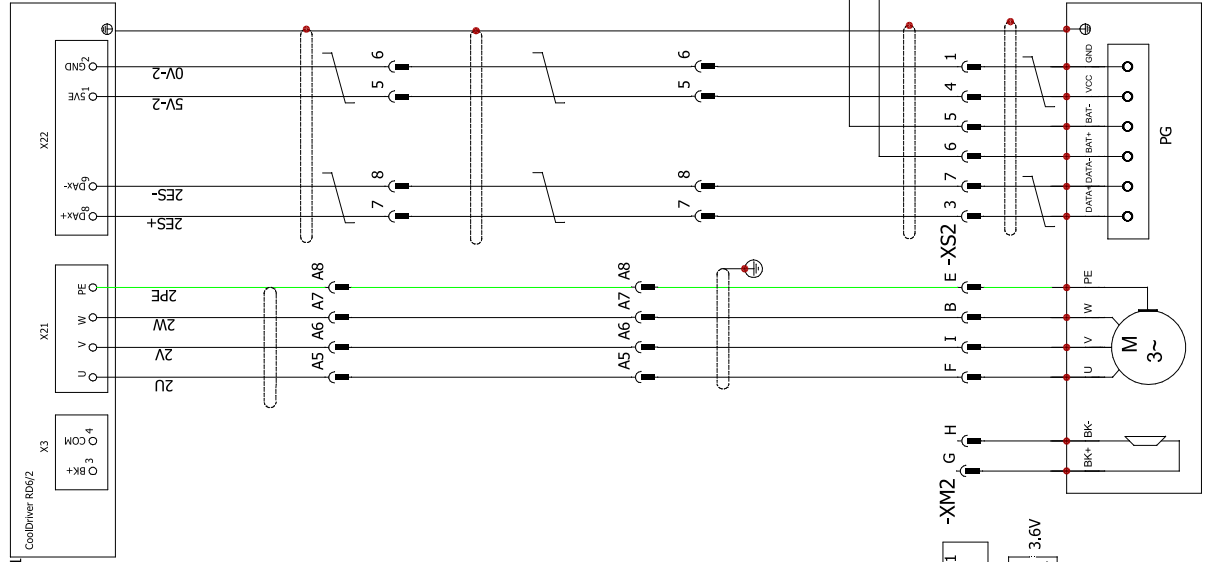 GND 2
0V-2
6
6
1
GND
5VE 1
5V-2
5
5
4
VCC
X22
5
BAT-
PG
6
BAT+
DAx- 9
2ES-
8
8
7
DATA-
DAx+ 8
2ES+
7
7
3
DATA+
-XS2
PE
2PE
A8
A8
E
PE
W
2W
A7
A7
B
W
X21
V
2V
A6
A6
I
V
M
3~
U
2U
A5
A5
F
U
X3
COM 4
H
BK-
BK+ 3
G
BK+
-XM2
CoolDriver RD6/2
3.6V
1